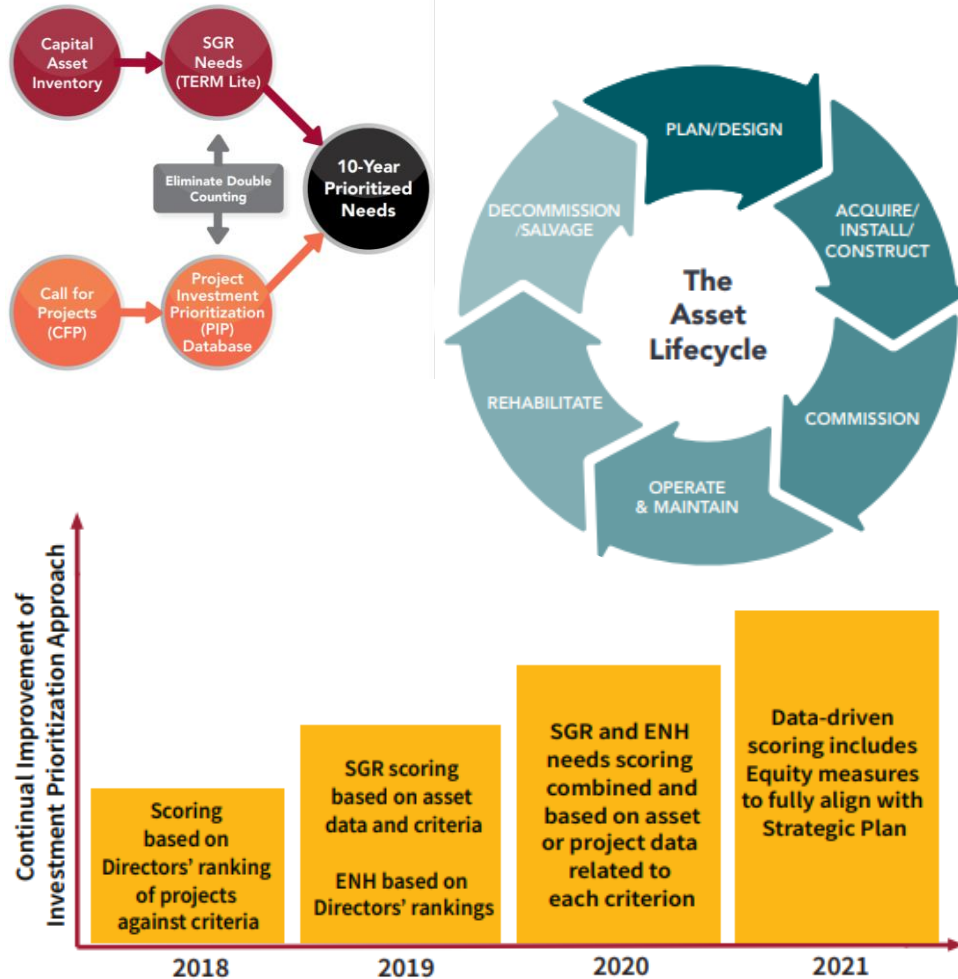 Capital
Asset
Inventory
SGR
Needs
(TERM Lite)
Eliminate Double
Counting
10-Year
Prioritized
Needs
Call for
Projects
(CFP)
Project
Investment
Prioritization
(PIP)
Database
The
Asset
Lifecycle
PLAN/DESIGN
ACQUIRE/
INSTALL/
CONSTRUCT
COMMISSION
OPERATE
& MAINTAIN
REHABILITATE
DECOMMISSION
/SALVAGE
Continual Improvement of
Investment Prioritization Approach
Scoring
based on
Directors’ ranking
of projects
against criteria
SGR scoring
based on asset
data and criteria
ENH based on
Directors’ rankings
SGR and ENH
needs scoring
combined and
based on asset
or project data
related to
each criterion
Data-driven
scoring includes
Equity measures
to fully align with
Strategic Plan
2018
2019
2020
2021